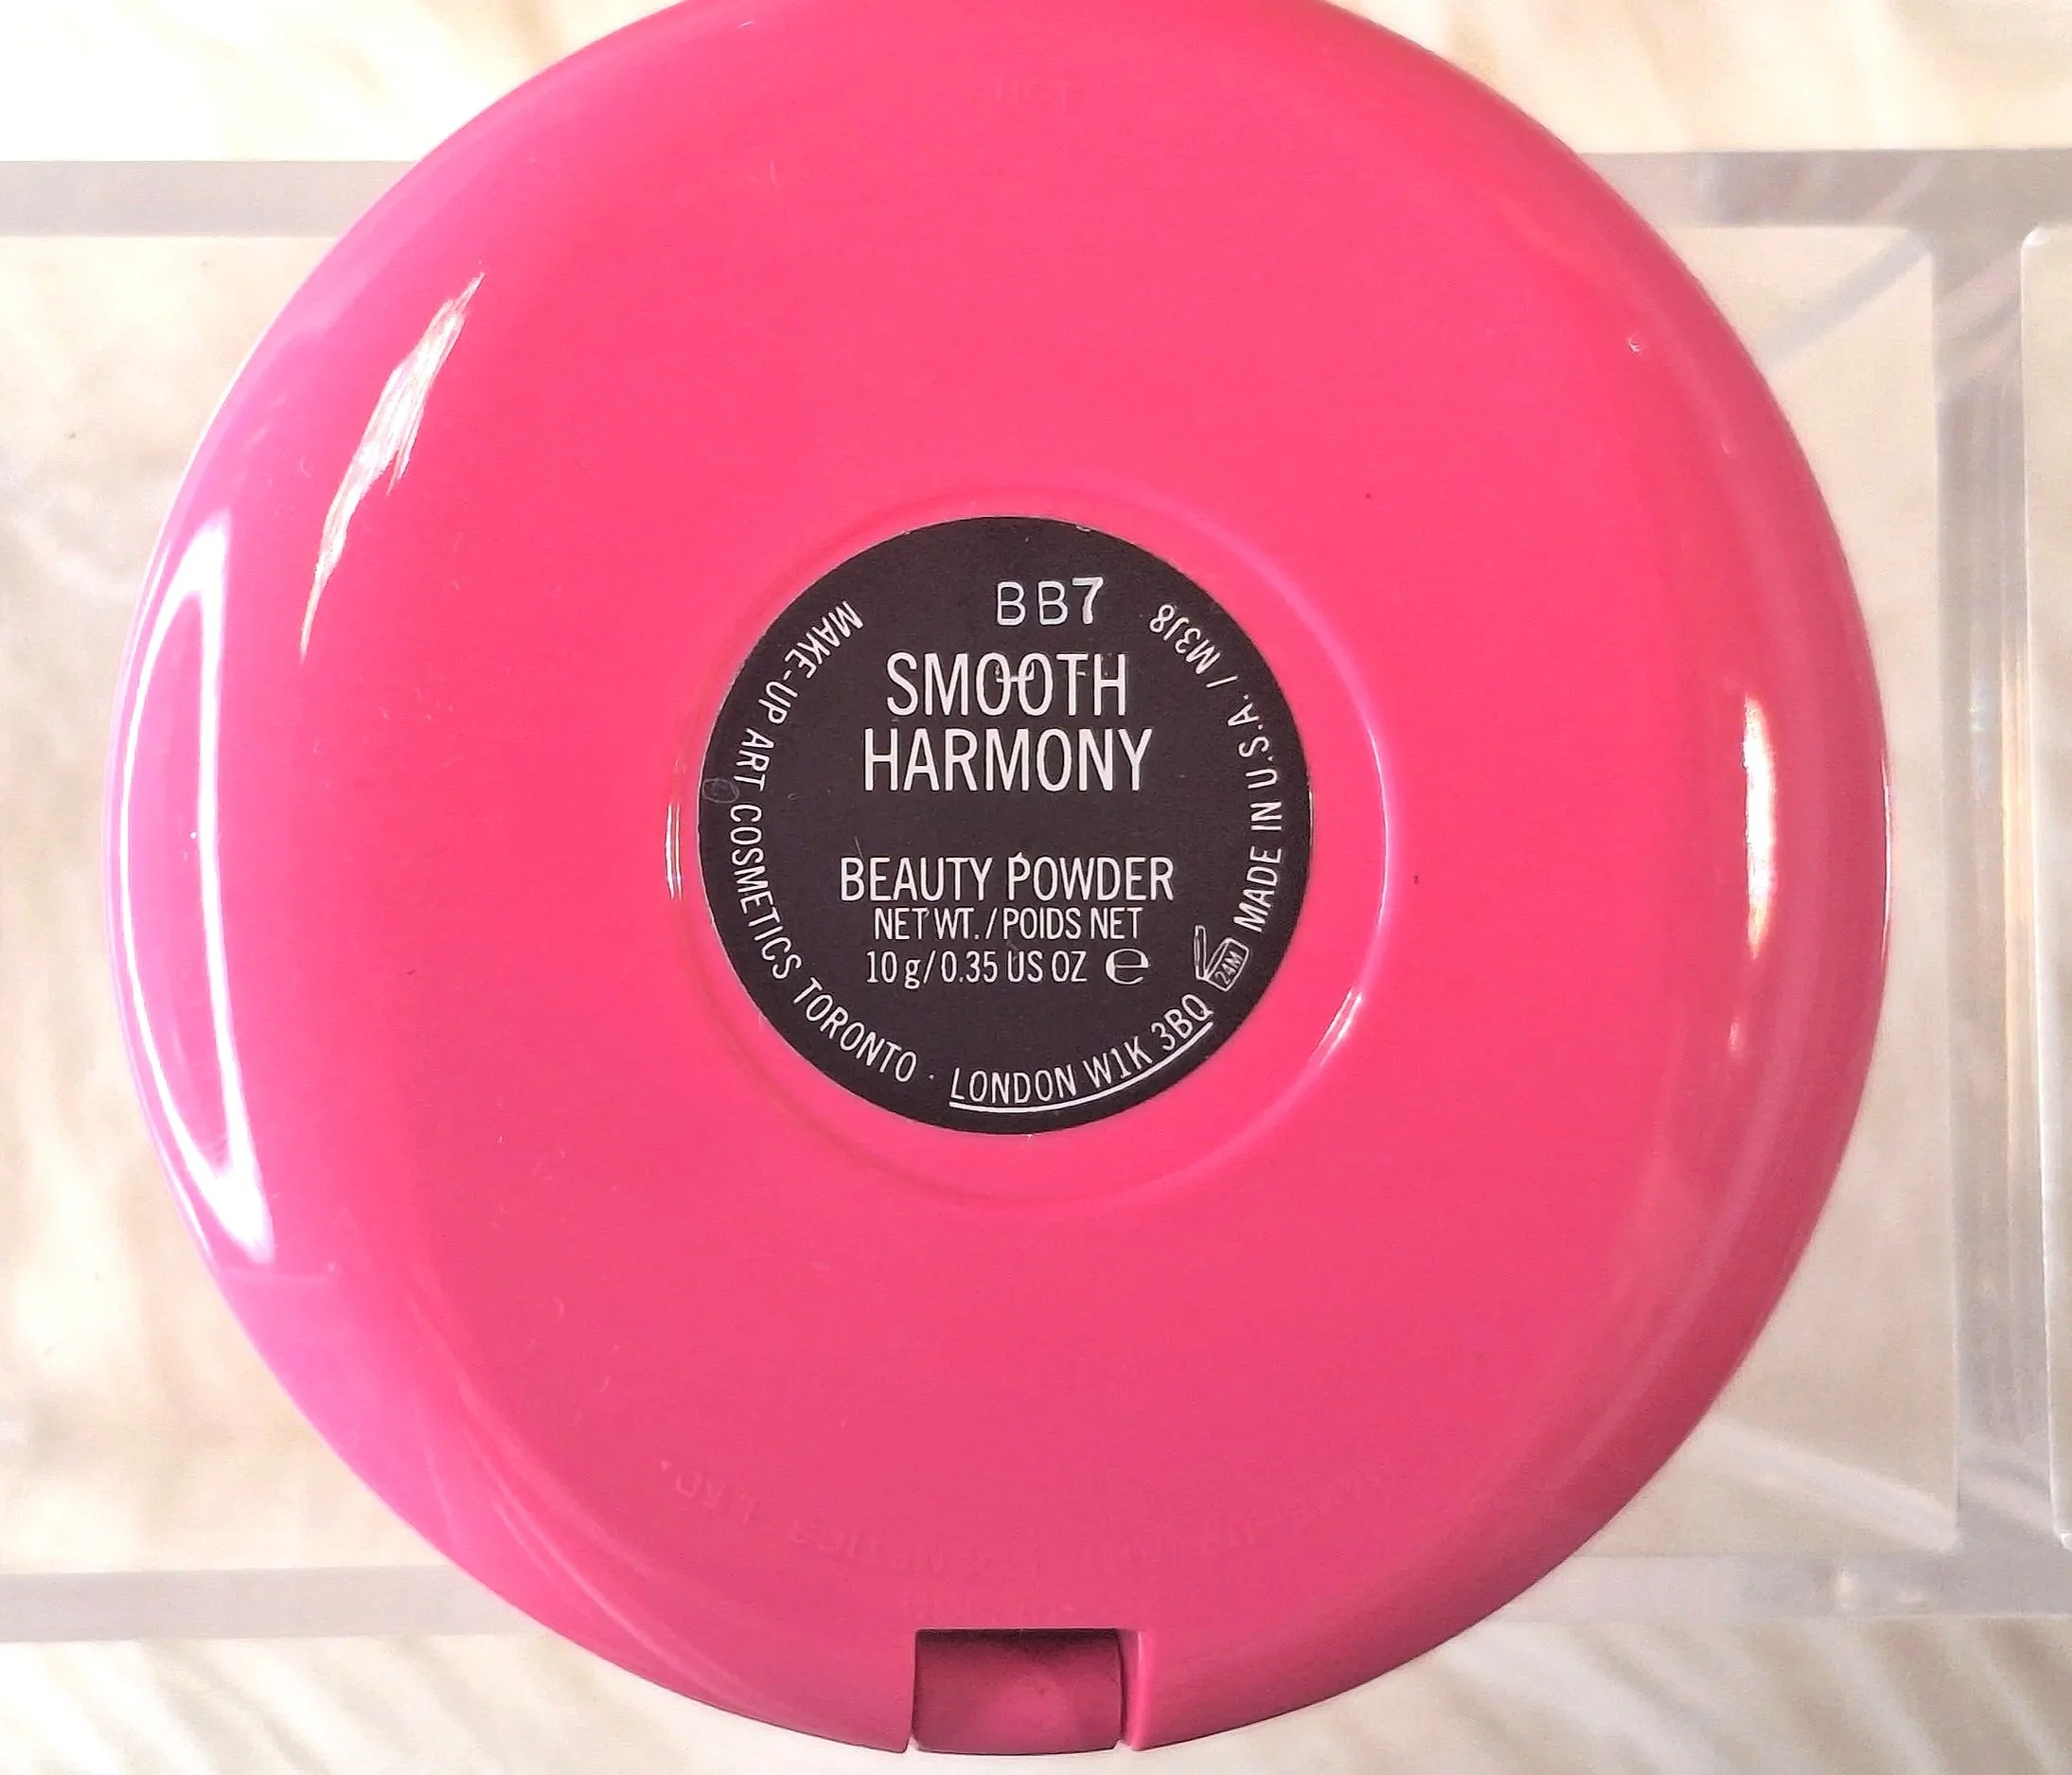 BB7
SMOOTH
HARMONY
BEAUTY POWDER
NET WT. / POIDS NET
10 g / 0.35 US OZ e
MAKE-UP ART COSMETICS TORONTO · LONDON W1K 3BQ
24M
MADE IN U.S.A. / M3J8